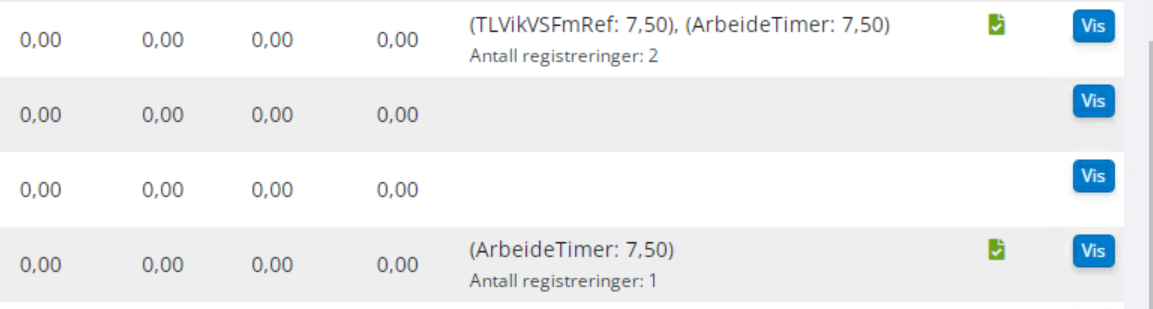 0,00 0,00 0,00 0,00 (TLVikVSFmRef: 7,50), (ArbeideTimer: 7,50) Vis
Antall registreringer: 2
0,00 0,00 0,00 0,00 Vis
0,00 0,00 0,00 0,00 Vis
0,00 0,00 0,00 0,00 (ArbeideTimer: 7,50) Vis
Antall registreringer: 1